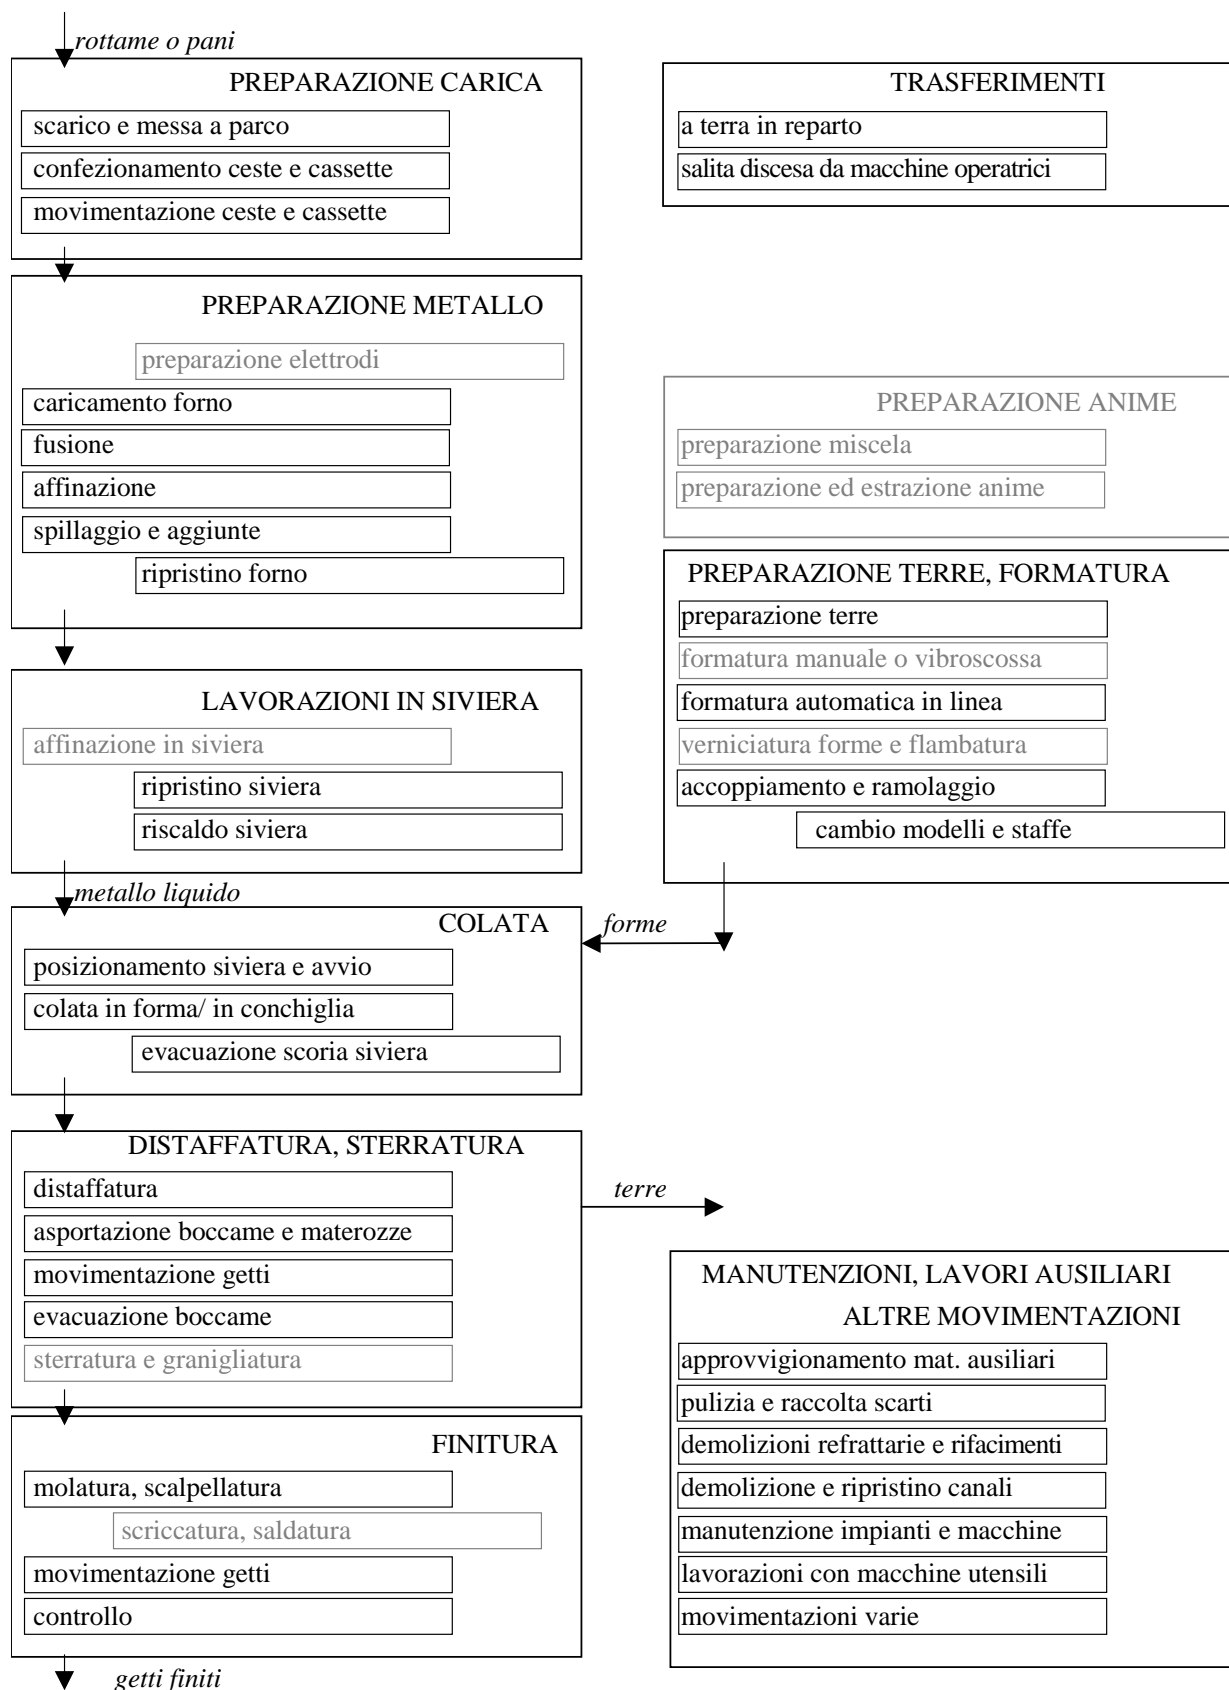 rottame o pani
PREPARAZIONE CARICA
scarico e messa a parco
confezionamento ceste e cassette
movimentazione ceste e cassette
TRASFERIMENTI
a terra in reparto
salita discesa da macchine operatrici
PREPARAZIONE METALLO
preparazione elettrodi
caricamento forno
fusione
affinazione
spillaggio e aggiunte
ripristino forno
PREPARAZIONE ANIME
preparazione miscela
preparazione ed estrazione anime
PREPARAZIONE TERRE, FORMATURA
preparazione terre
formatura manuale o vibroscossa
formatura automatica in linea
verniciatura forme e flambatura
accoppiamento e ramolaggio
cambio modelli e staffe
LAVORAZIONI IN SIVIERA
affinazione in siviera
ripristino siviera
riscaldo siviera
metallo liquido
forme
COLATA
posizionamento siviera e avvio
colata in forma/ in conchiglia
evacuazione scoria siviera
DISTAFFATURA, STERRATURA
distaffatura
asportazione boccame e materozze
movimentazione getti
evacuazione boccame
sterratura e granigliatura
terre
MANUTENZIONI, LAVORI AUSILIARI
ALTRE MOVIMENTAZIONI
approvvigionamento mat. ausiliari
pulizia e raccolta scarti
demolizioni refrattarie e rifacimenti
demolizione e ripristino canali
manutenzione impianti e macchine
lavorazioni con macchine utensili
movimentazioni varie
FINITURA
molatura, scalpellatura
scriccatura, saldatura
movimentazione getti
controllo
getti finiti